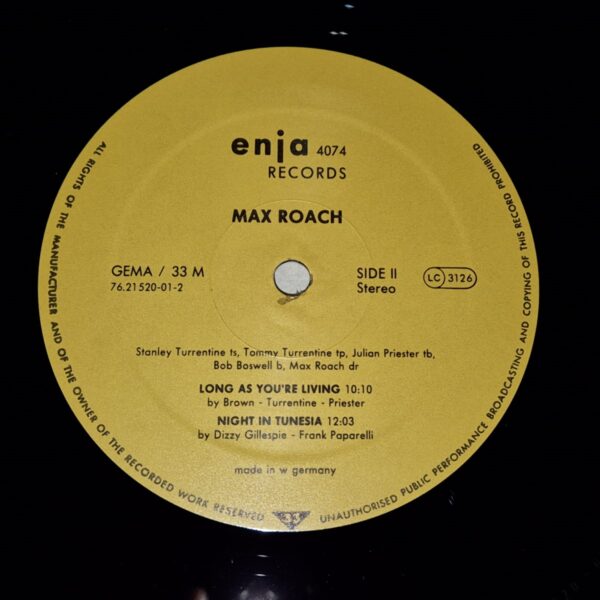 enja 4074
RECORDS
MAX ROACH
GEMA / 33 M
76.21520-01-2
SIDE II
Stereo
LC 3126
Stanley Turrentine ts, Tommy Turrentine tp, Julian Priester tb,
Bob Boswell b, Max Roach dr
LONG AS YOU'RE LIVING 10:10
by Brown - Turrentine - Priester
NIGHT IN TUNESIA 12:03
by Dizzy Gillespie - Frank Paparelli
made in w germany
ALL RIGHTS OF THE MANUFACTURER AND OF THE OWNER OF THE RECORDED WORK RESERVED
UNAUTHORISED PUBLIC PERFORMANCE BROADCASTING AND COPYING OF THIS RECORD PROHIBITED